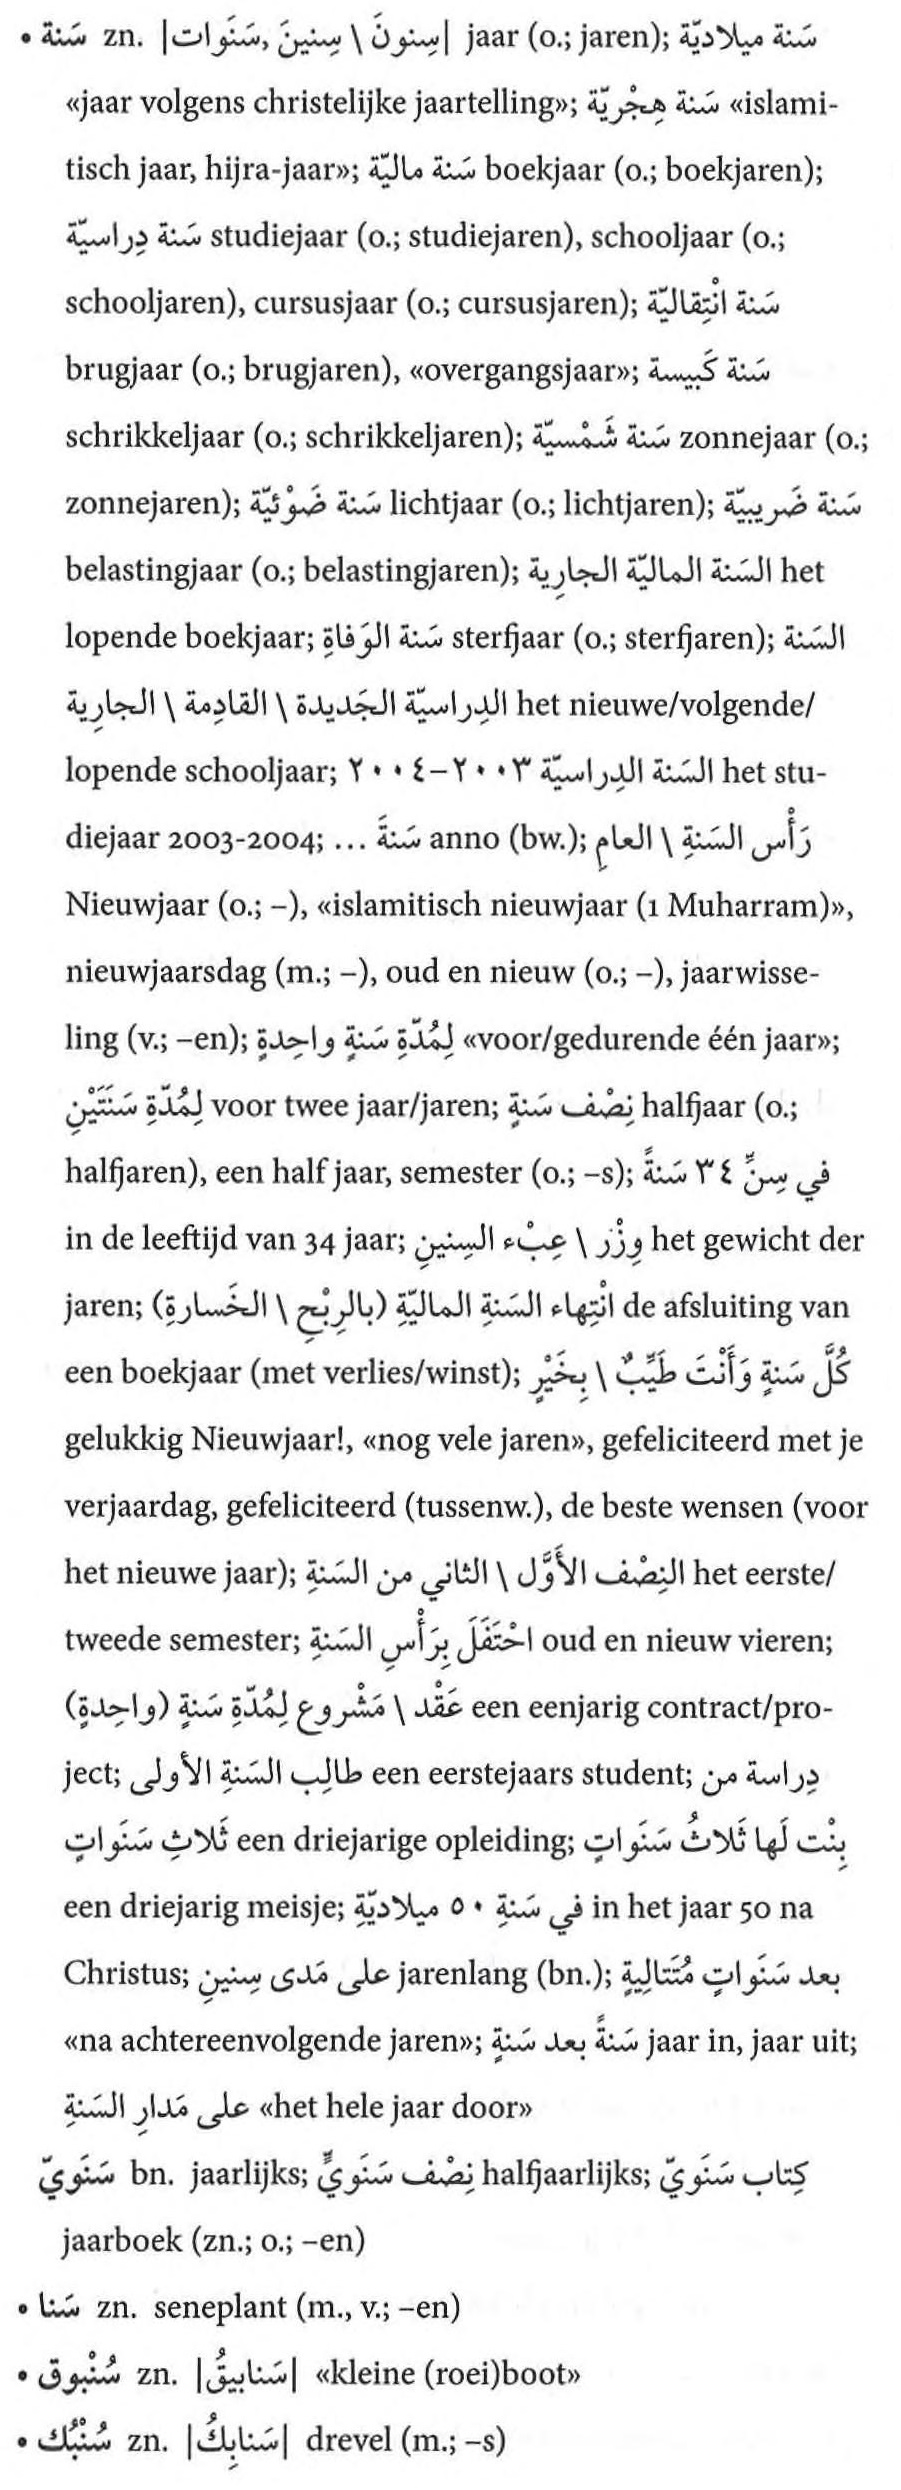 • سَنة zn. |سِنونَ \ سِنينَ ,سَنَوات| jaar (o.; jaren); سَنة ميلاديّة
«jaar volgens christelijke jaartelling»; سَنة هِجْريّة «islami-
tisch jaar, hijra-jaar»; سَنة ماليّة boekjaar (o.; boekjaren);
سَنة دِراسيّة studiejaar (o.; studiejaren), schooljaar (o.;
schooljaren), cursusjaar (o.; cursusjaren); سَنة انْتِقاليّة
brugjaar (o.; brugjaren), «overgangsjaar»; سَنة كَبيسة
schrikkeljaar (o.; schrikkeljaren); سَنة شَمْسيّة zonnejaar (o.;
zonnejaren); سَنة ضَوْئيّة lichtjaar (o.; lichtjaren); سَنة ضَريبيّة
belastingjaar (o.; belastingjaren); السَنة الماليّة الجارِية het
lopende boekjaar; سَنة الوَفاةِ sterfjaar (o.; sterfjaren); السَنة
الدِراسيّة الجَديدة \ القادِمة \ الجارِية het nieuwe/volgende/
lopende schooljaar; السَنة الدِراسيّة ٢٠٠٣–٢٠٠٤ het stu-
diejaar 2003-2004; سَنةَ ... anno (bw.); رَأْس السَنةِ \ العامِ
Nieuwjaar (o.; –), «islamitisch nieuwjaar (1 Muharram)»,
nieuwjaarsdag (m.; –), oud en nieuw (o.; –), jaarwisse-
ling (v.; –en); لِمُدّةِ سَنةٍ واحِدةٍ «voor/gedurende één jaar»;
لِمُدّةِ سَنَتَيْنِ voor twee jaar/jaren; نِصْف سَنةٍ halfjaar (o.;
halfjaren), een half jaar, semester (o.; –s); في سِنِّ ٣٤ سَنةً
in de leeftijd van 34 jaar; وِزْر \ عِبْء السِنينِ het gewicht der
jaren; انْتِهاء السَنةِ الماليّةِ (بالرِبْحِ \ الخَسارةِ) de afsluiting van
een boekjaar (met verlies/winst); كُلَّ سَنةٍ وَأَنْتَ طَيِّبٌ \ بِخَيْرٍ
gelukkig Nieuwjaar!, «nog vele jaren», gefeliciteerd met je
verjaardag, gefeliciteerd (tussenw.), de beste wensen (voor
het nieuwe jaar); النِصْف الأَوَّل \ الثاني من السَنةِ het eerste/
tweede semester; احْتَفَلَ بِرَأْسِ السَنةِ oud en nieuw vieren;
عَقْد \ مَشْروع لِمُدّةِ سَنةٍ (واحِدةٍ) een eenjarig contract/pro-
ject; طالِب السَنةِ الأولى een eerstejaars student; دِراسة من
ثَلاثِ سَنَواتٍ een driejarige opleiding; بِنْت لَها ثَلاثُ سَنَواتٍ
een driejarig meisje; في سَنةِ ٥٠ ميلاديّةِ in het jaar 50 na
Christus; على مَدى سِنينِ jarenlang (bn.); بعد سَنَواتٍ مُتَتالِيةٍ
«na achtereenvolgende jaren»; سَنةً بعد سَنةٍ jaar in, jaar uit;
على مَدارِ السَنةِ «het hele jaar door»
سَنَويّ bn. jaarlijks; نِصْف سَنَويٍّ halfjaarlijks; كِتاب سَنَويّ
jaarboek (zn.; o.; –en)
• سَنا zn. seneplant (m., v.; –en)
• سُنْبوق zn. |سَنابيقُ| «kleine (roei)boot»
• سُنْبُك zn. |سَنابِكُ| drevel (m.; –s)